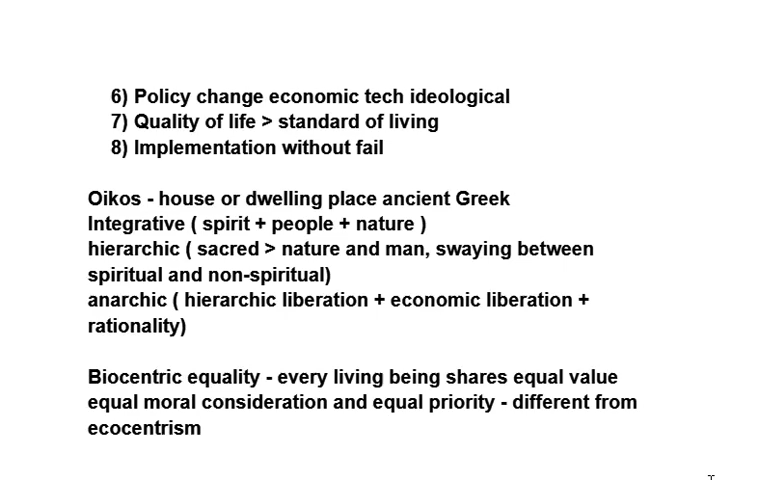 6) Policy change economic tech ideological
7) Quality of life > standard of living
8) Implementation without fail
Oikos - house or dwelling place ancient Greek
Integrative ( spirit + people + nature )
hierarchic ( sacred > nature and man, swaying between
spiritual and non-spiritual)
anarchic ( hierarchic liberation + economic liberation +
rationality)
Biocentric equality - every living being shares equal value
equal moral consideration and equal priority - different from
ecocentrism